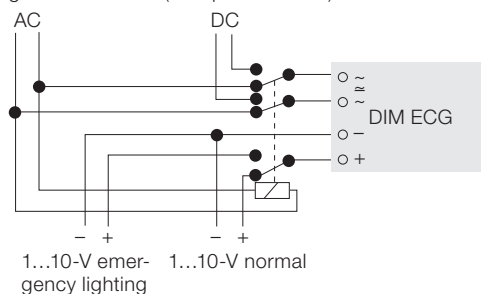 AC DC
~
≃
~
DIM ECG
–
+
– + – +
1...10-V emer- 1...10-V normal
gency lighting